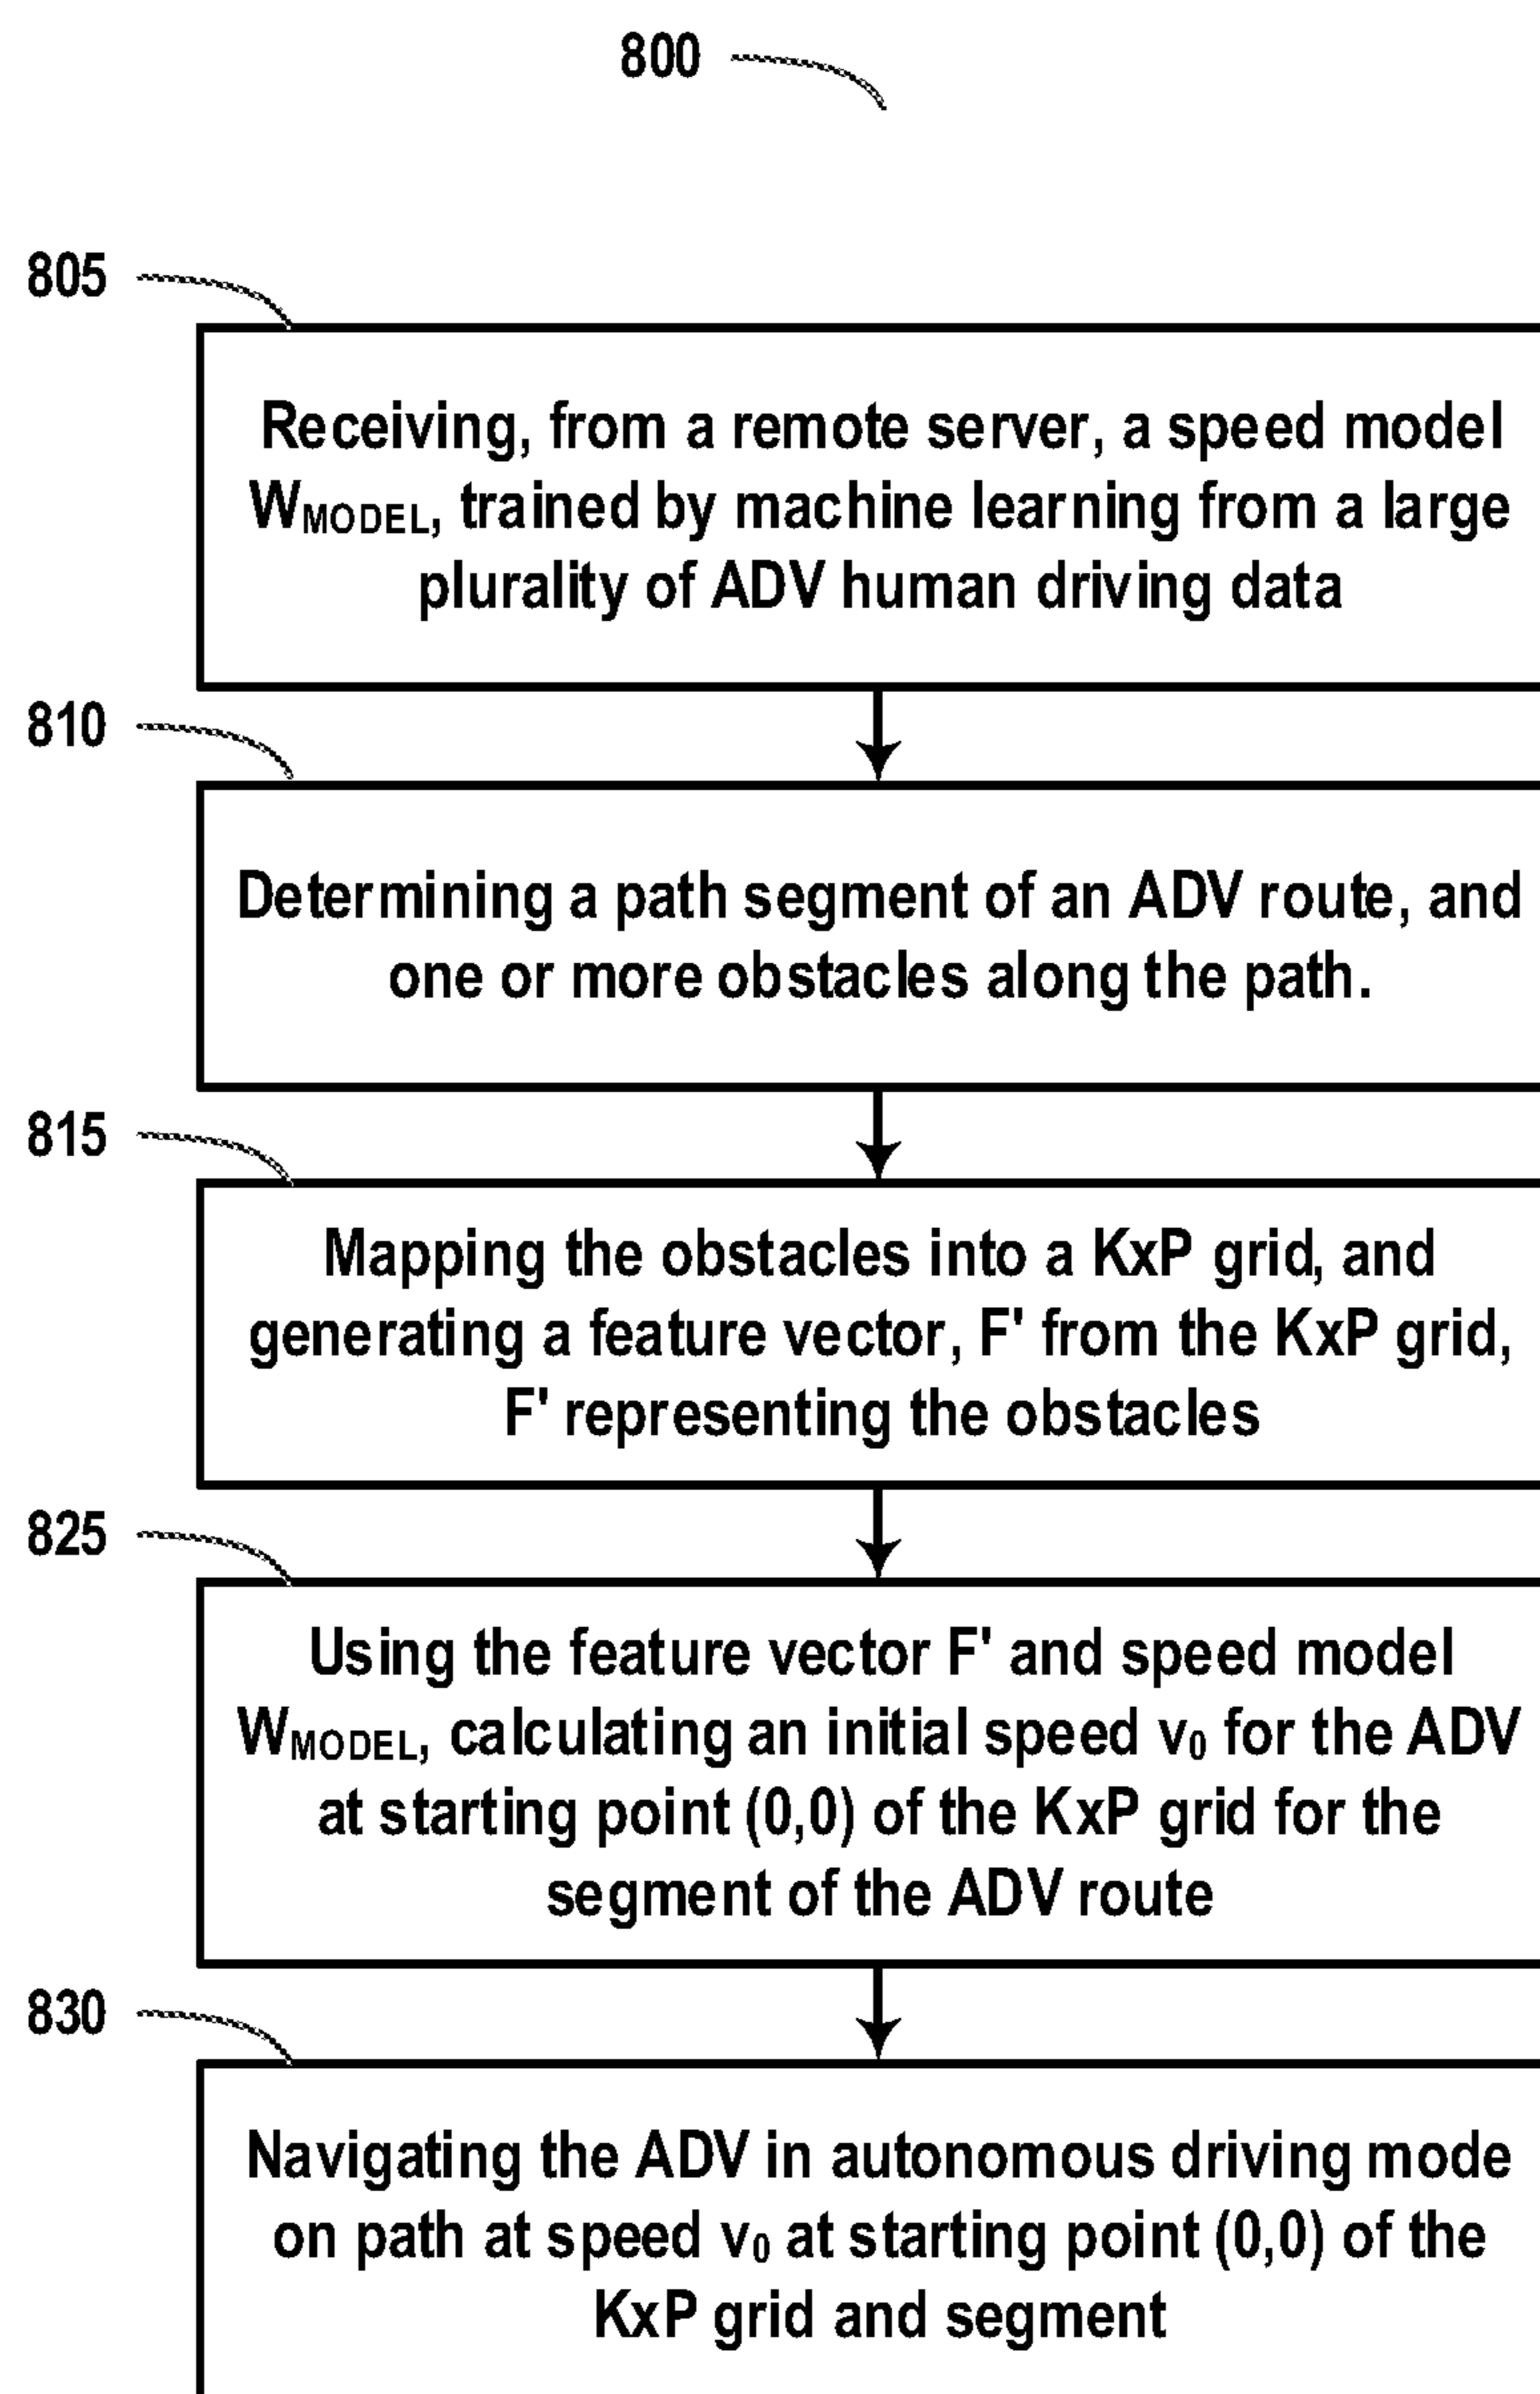 800
805
Receiving, from a remote server, a speed model
WMODEL, trained by machine learning from a large
plurality of ADV human driving data
810
Determining a path segment of an ADV route, and
one or more obstacles along the path.
815
Mapping the obstacles into a KxP grid, and
generating a feature vector, F' from the KxP grid,
F' representing the obstacles
825
Using the feature vector F' and speed model
WMODEL, calculating an initial speed v0 for the ADV
at starting point (0,0) of the KxP grid for the
segment of the ADV route
830
Navigating the ADV in autonomous driving mode
on path at speed v0 at starting point (0,0) of the
KxP grid and segment